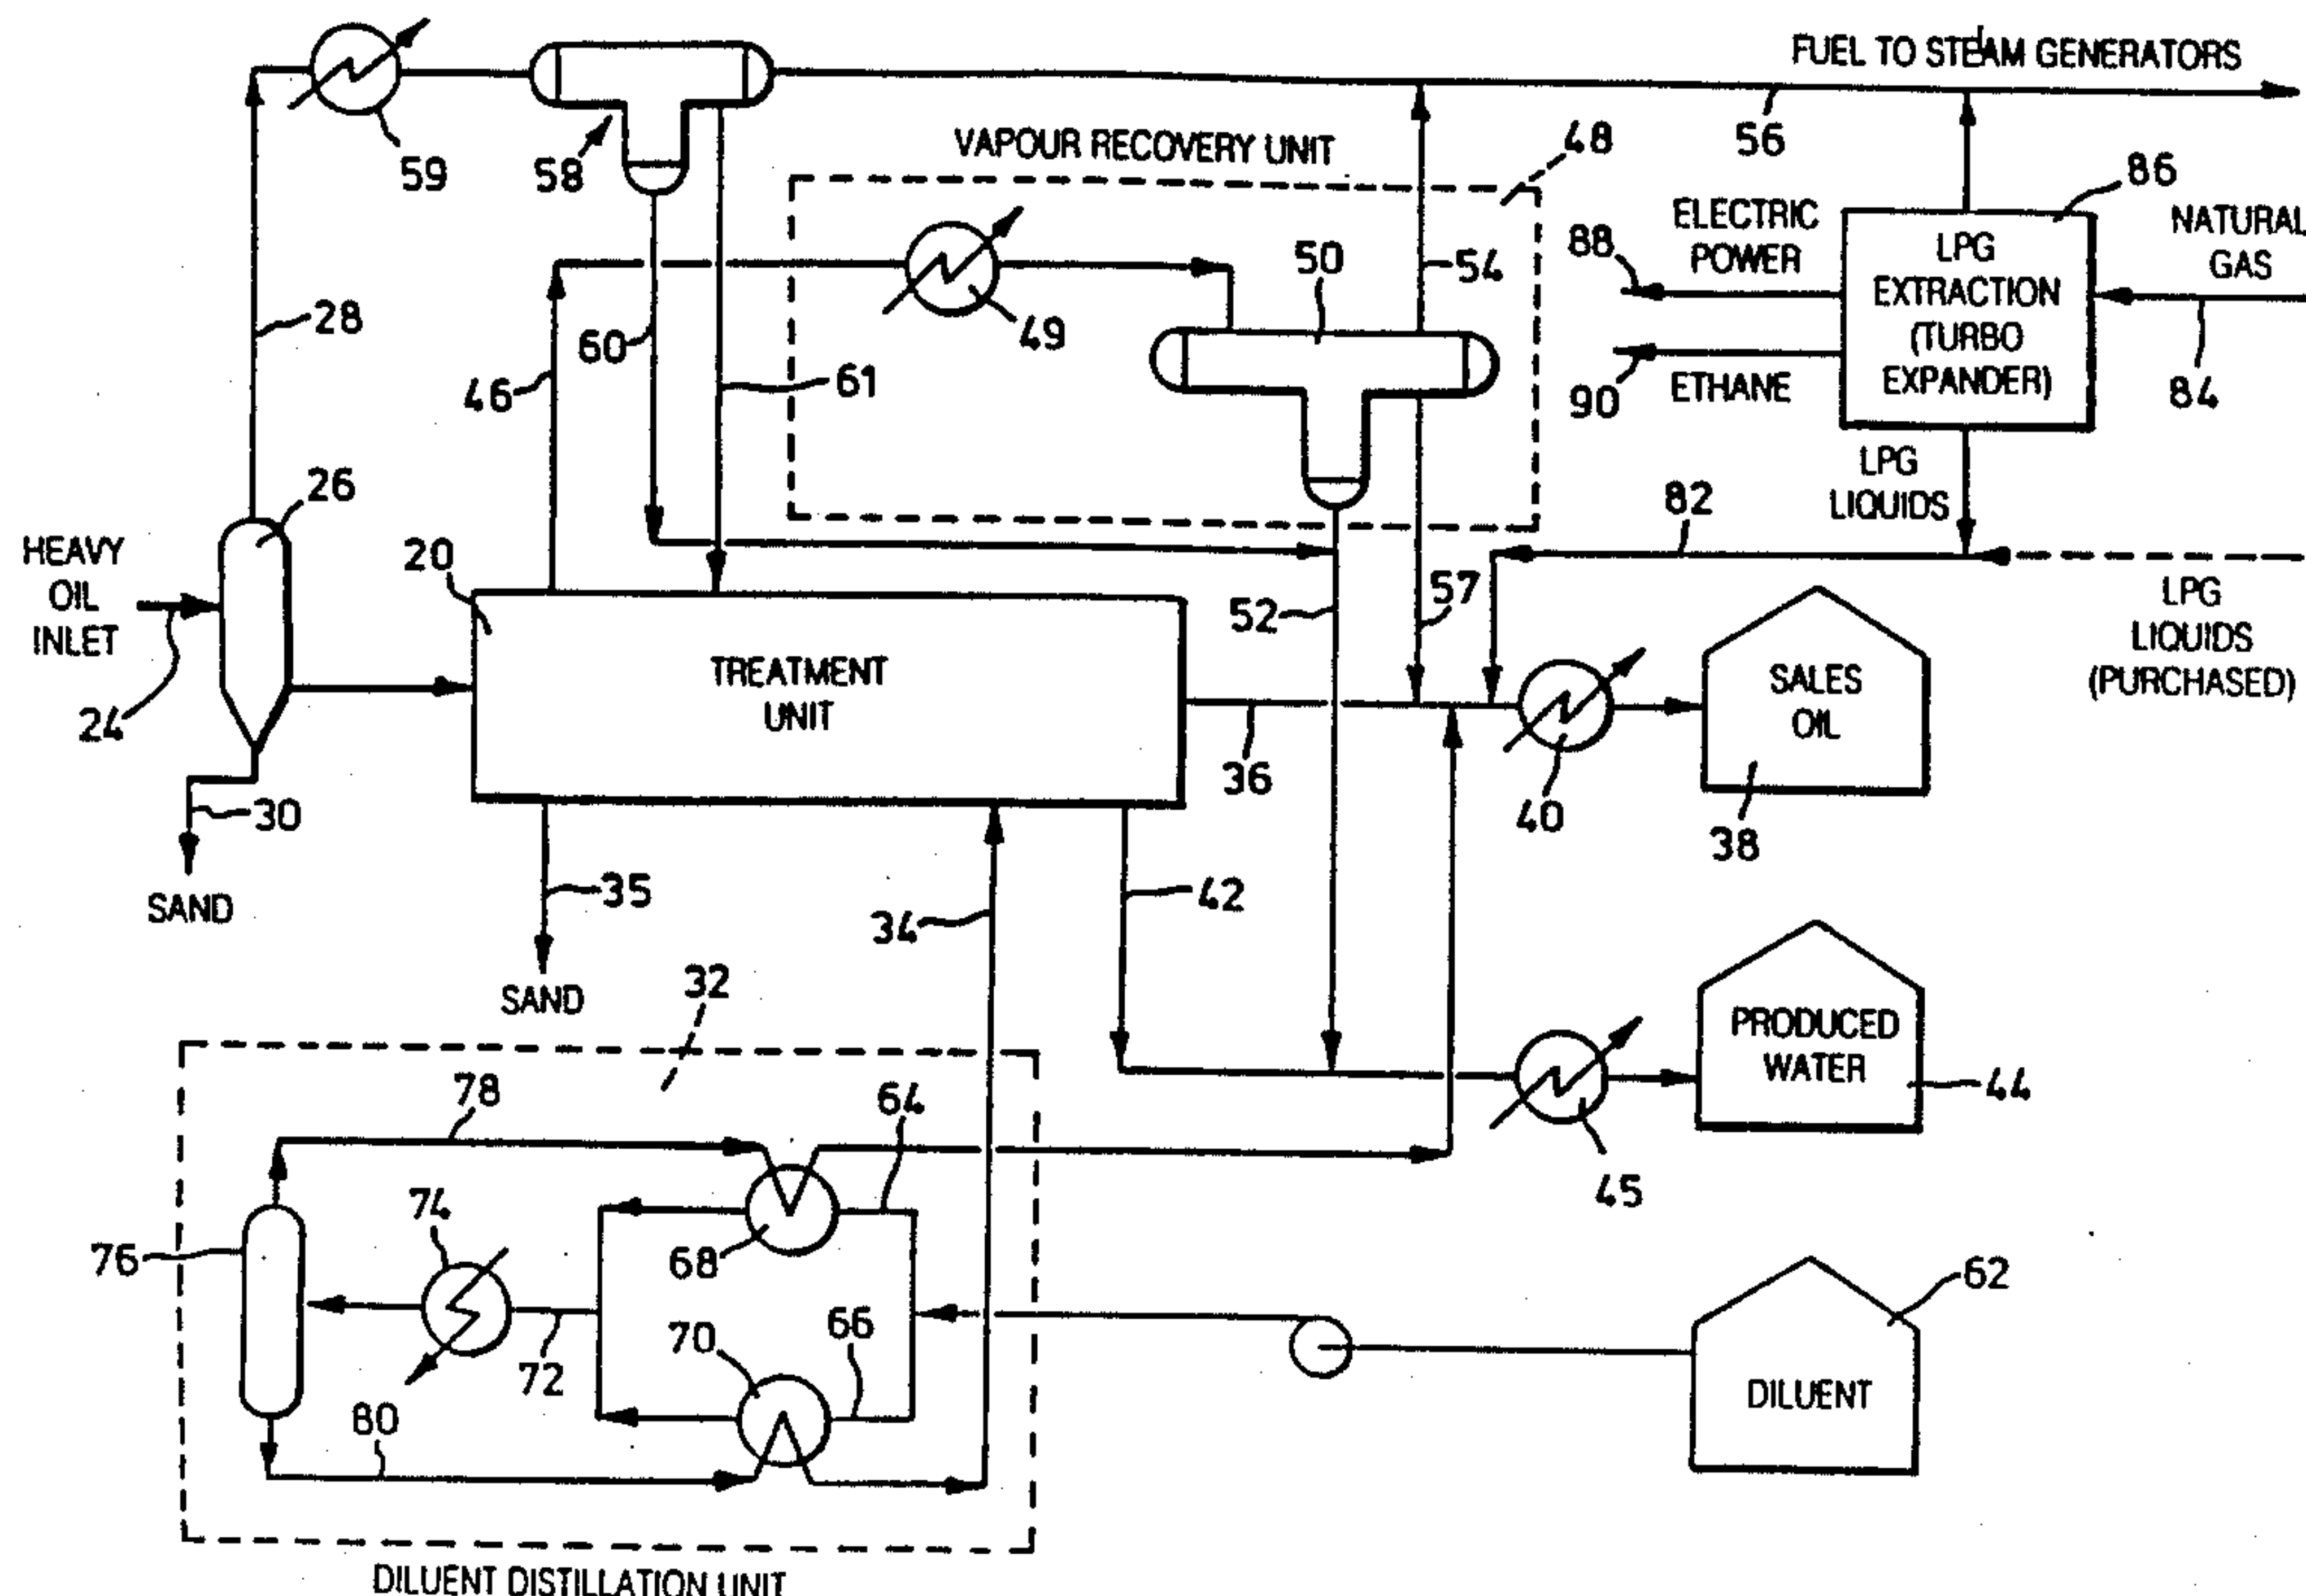 FUEL TO STEAM GENERATORS
59
58
VAPOUR RECOVERY UNIT
48
56
86
ELECTRIC
POWER
88
NATURAL
GAS
LPG
EXTRACTION
(TURBO
EXPANDER)
50
54
28
49
60
61
46
90
ETHANE
84
LPG
LIQUIDS
82
26
HEAVY
OIL
INLET
20
52
57
LPG
LIQUIDS
(PURCHASED)
TREATMENT
UNIT
SALES
OIL
24
36
40
38
30
SAND
35
34
42
SAND
32
PRODUCED
WATER
44
78
64
45
74
76
68
62
70
66
72
DILUENT
80
DILUENT DISTILLATION UNIT